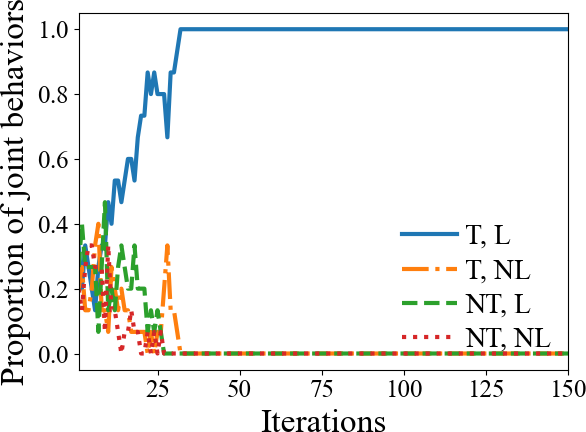 Proportion of joint behaviors
1.0
0.8
0.6
0.4
0.2
0.0
T, L
T, NL
NT, L
NT, NL
25 50 75 100 125 150
Iterations